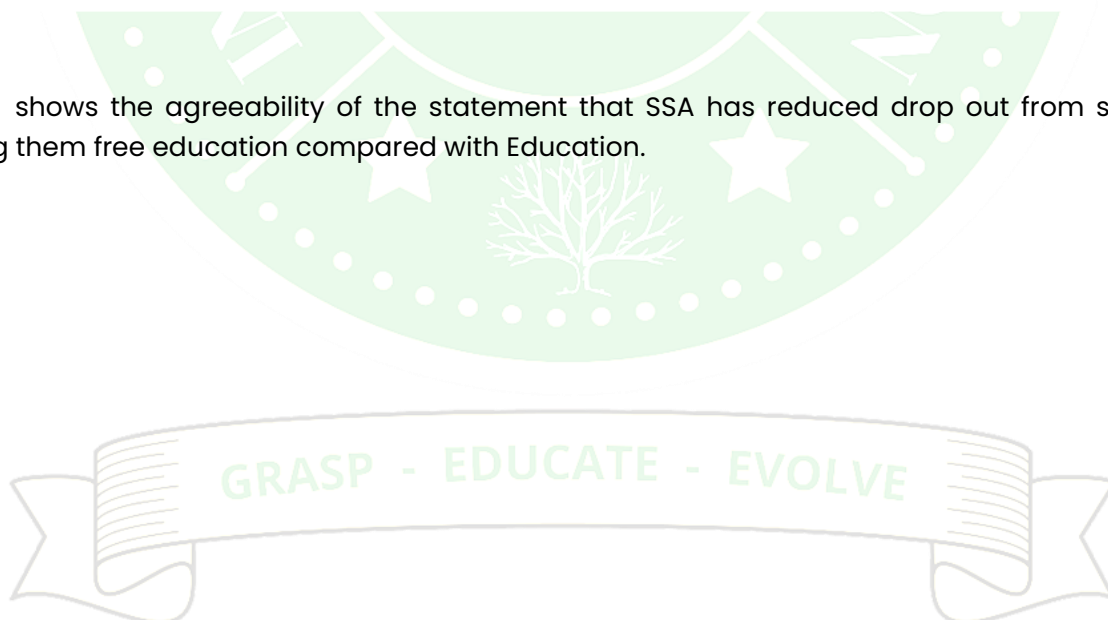 shows the agreeability of the statement that SSA has reduced drop out from
them free education compared with Education.
GRASP - EDUCATE - EVOLVE